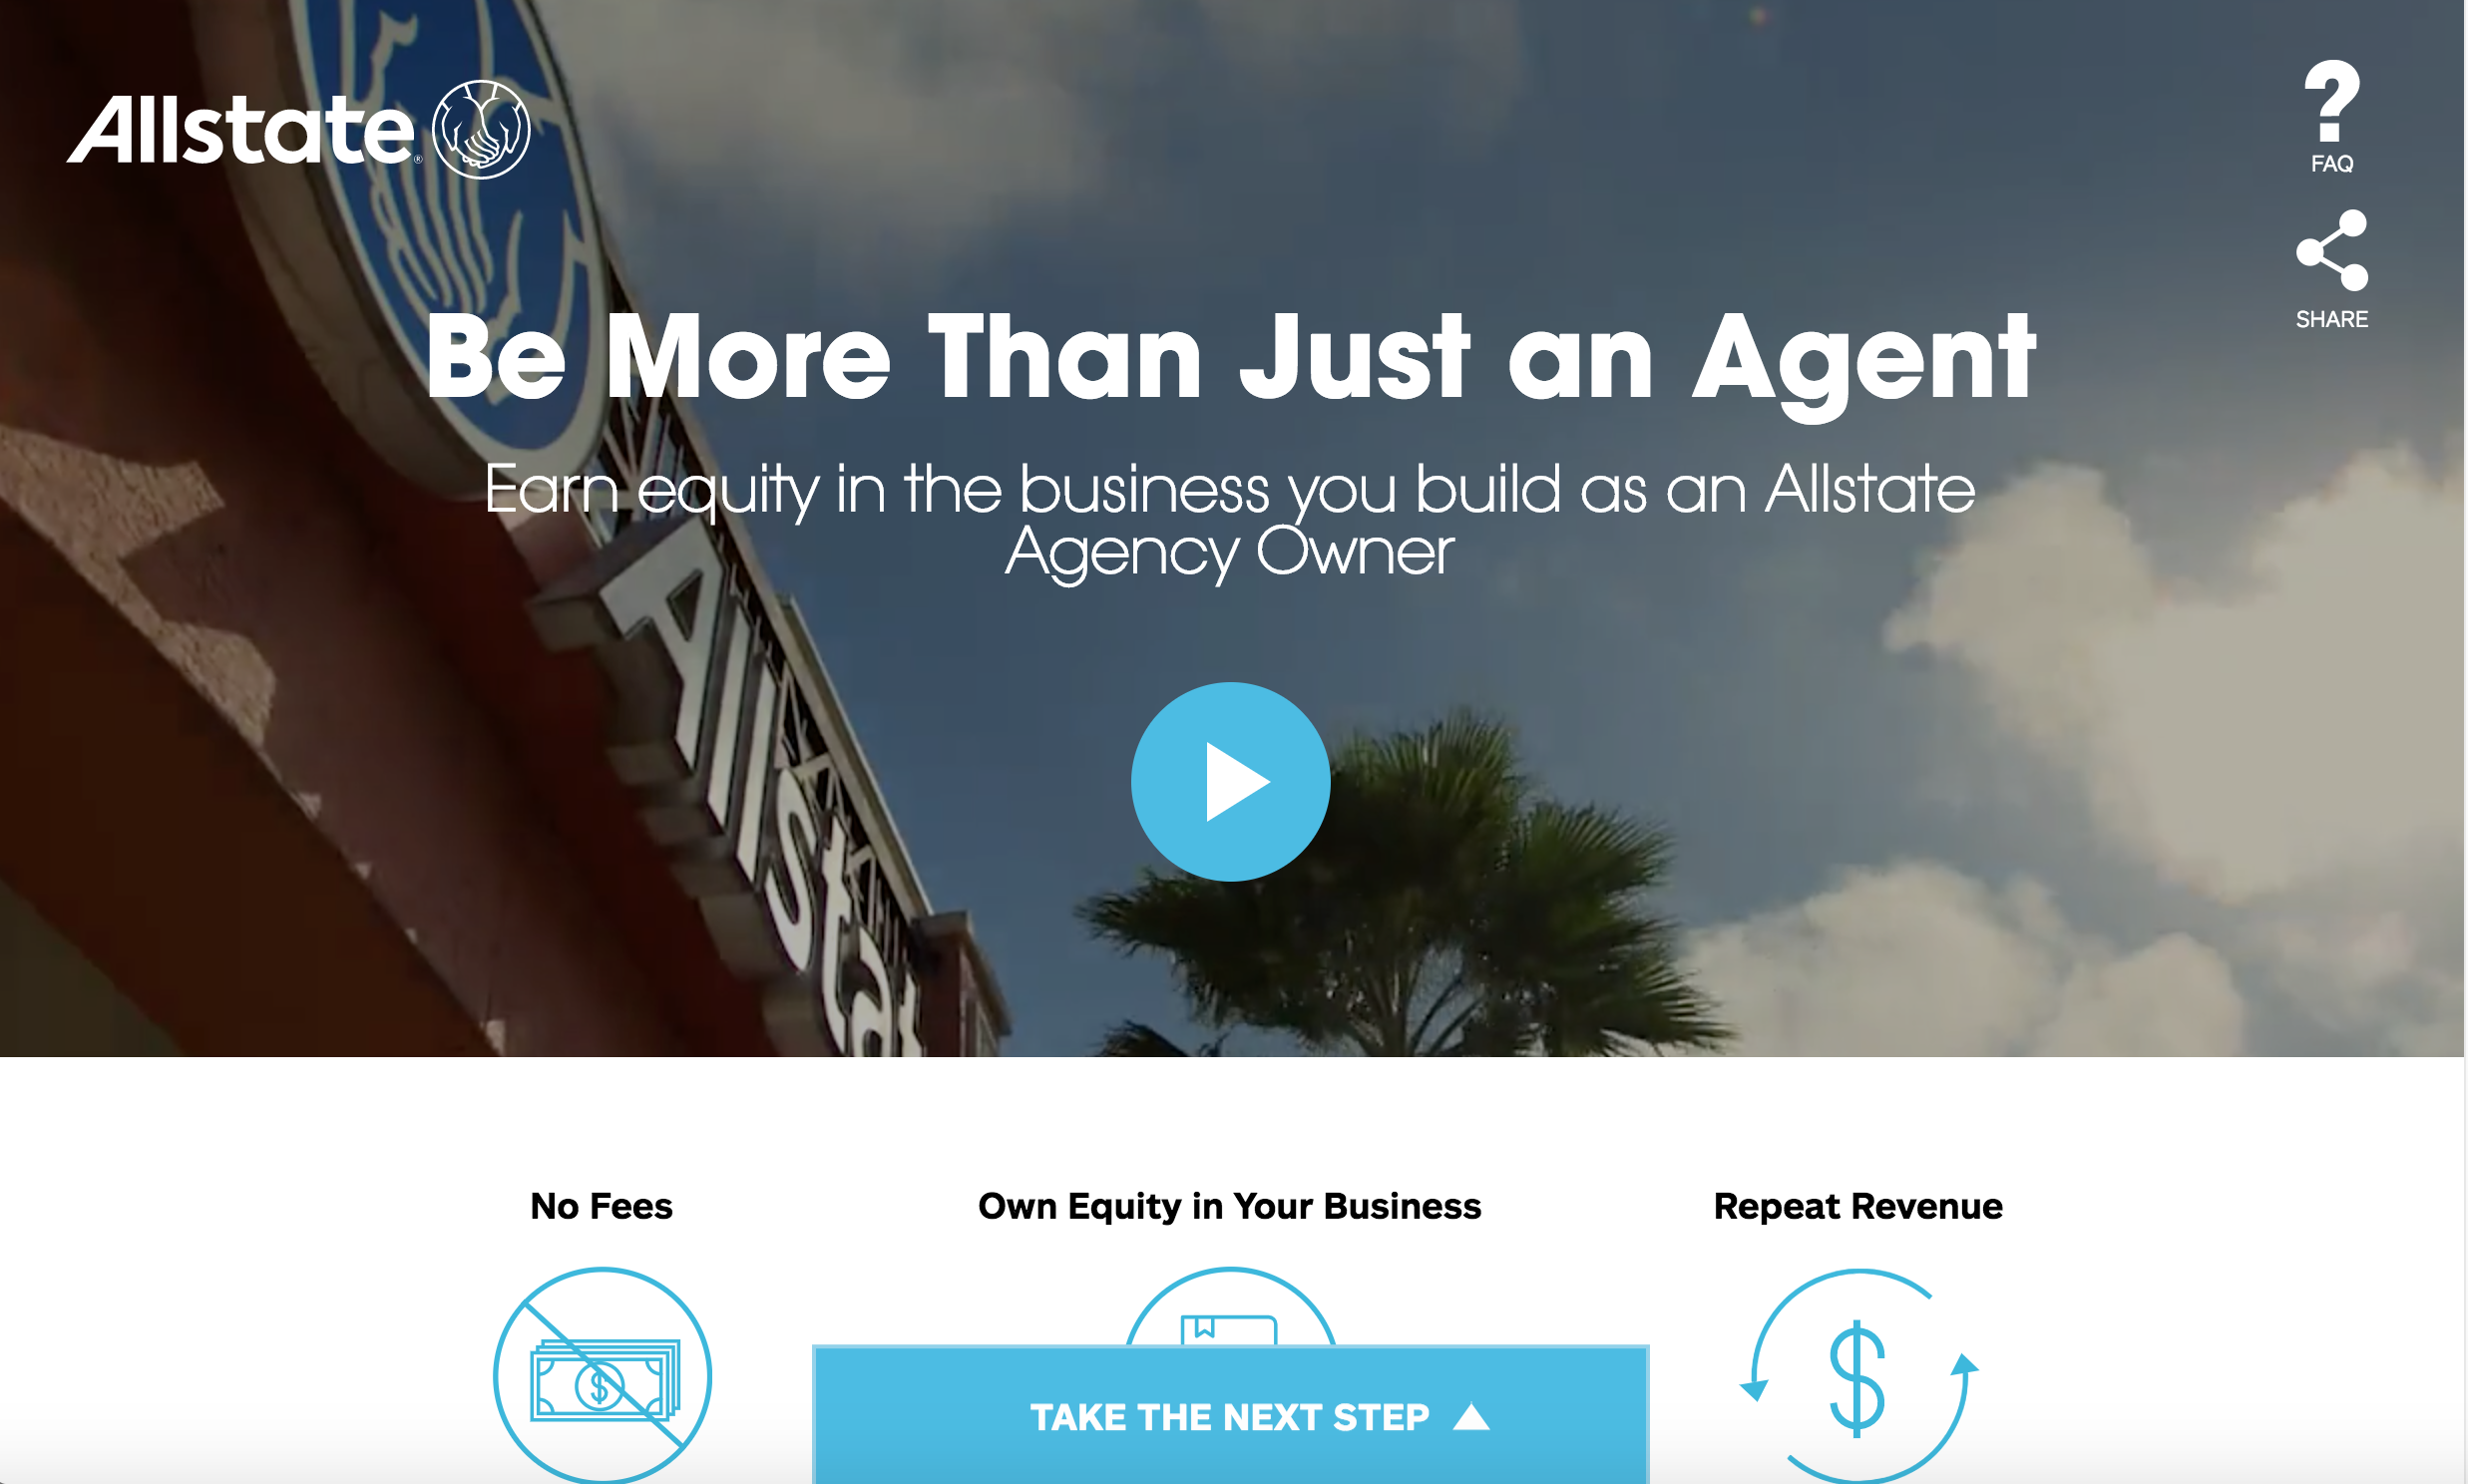 Allstate®
FAQ
SHARE
Be More Than Just an Agent
Earn equity in the business you build as an Allstate
Agency Owner
Allstat
No Fees
Own Equity in Your Business
Repeat Revenue
$
$
TAKE THE NEXT STEP